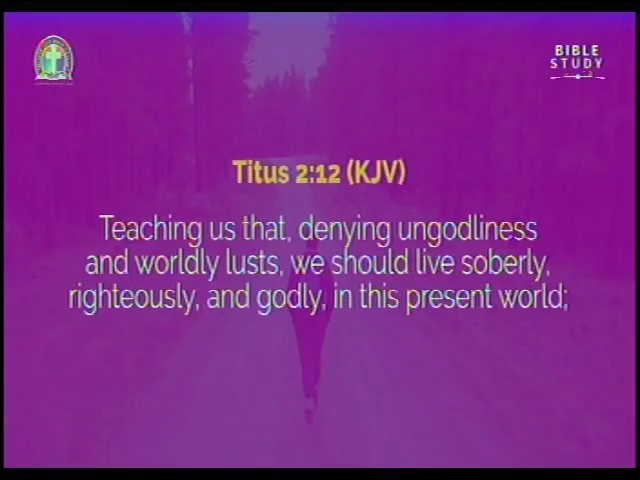 BIBLE
STUDY
Titus 2:12 (KJV)
Teaching us that, denying ungodliness
and worldly lusts, we should live soberly,
righteously, and godly, in this present world;